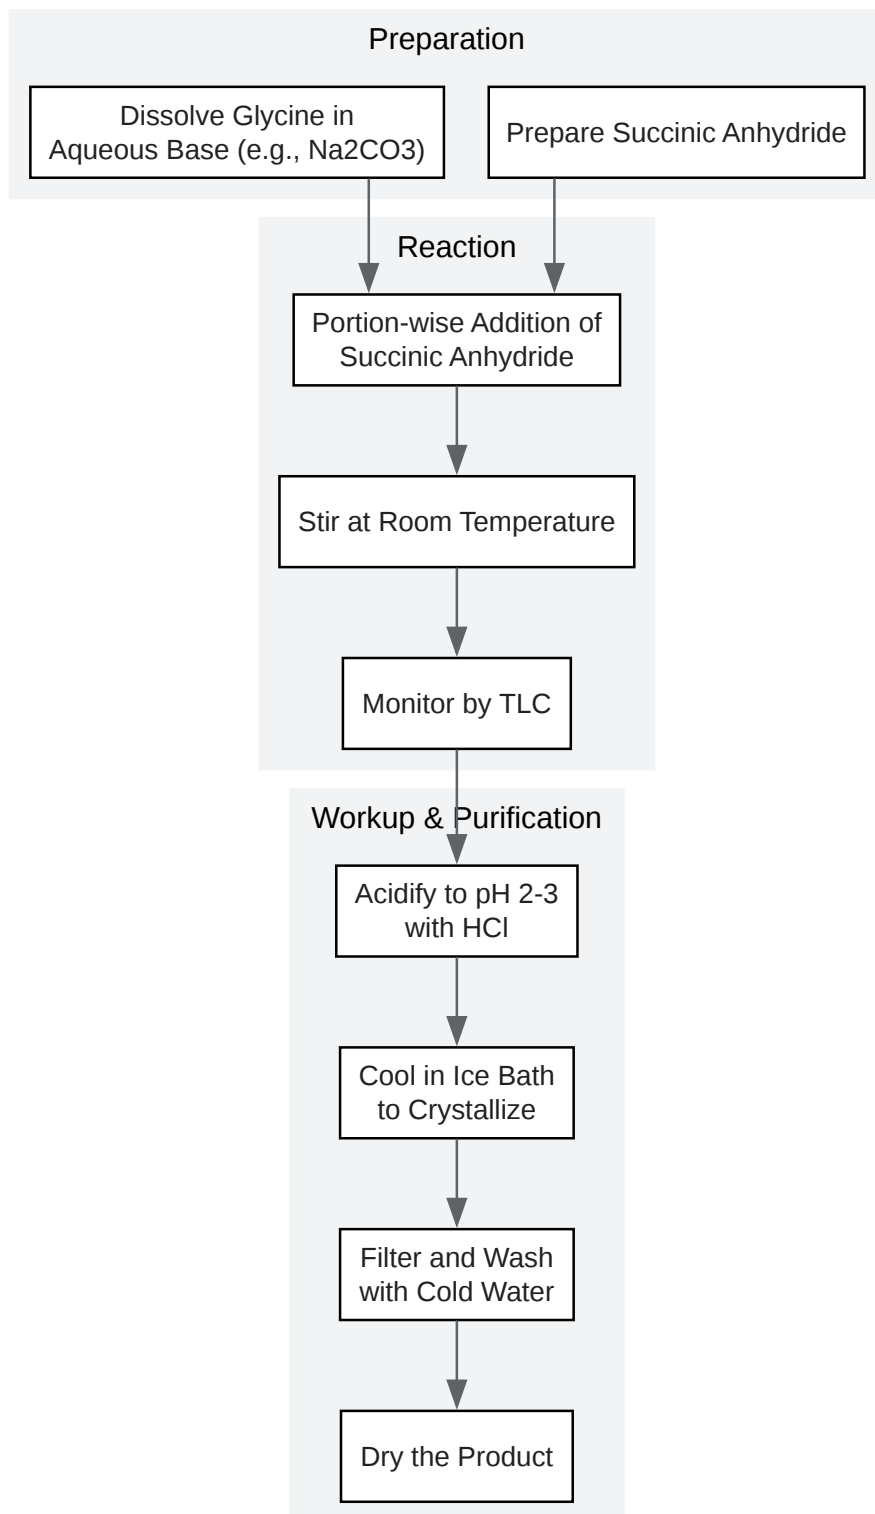 Preparation
Dissolve Glycine in
Aqueous Base (e.g., Na2CO3)
Prepare Succinic Anhydride
Reaction
Portion-wise Addition of
Succinic Anhydride
Stir at Room Temperature
Monitor by TLC
Workup & Purification
Acidify to pH 2-3
with HCl
Cool in Ice Bath
to Crystallize
Filter and Wash
with Cold Water
Dry the Product